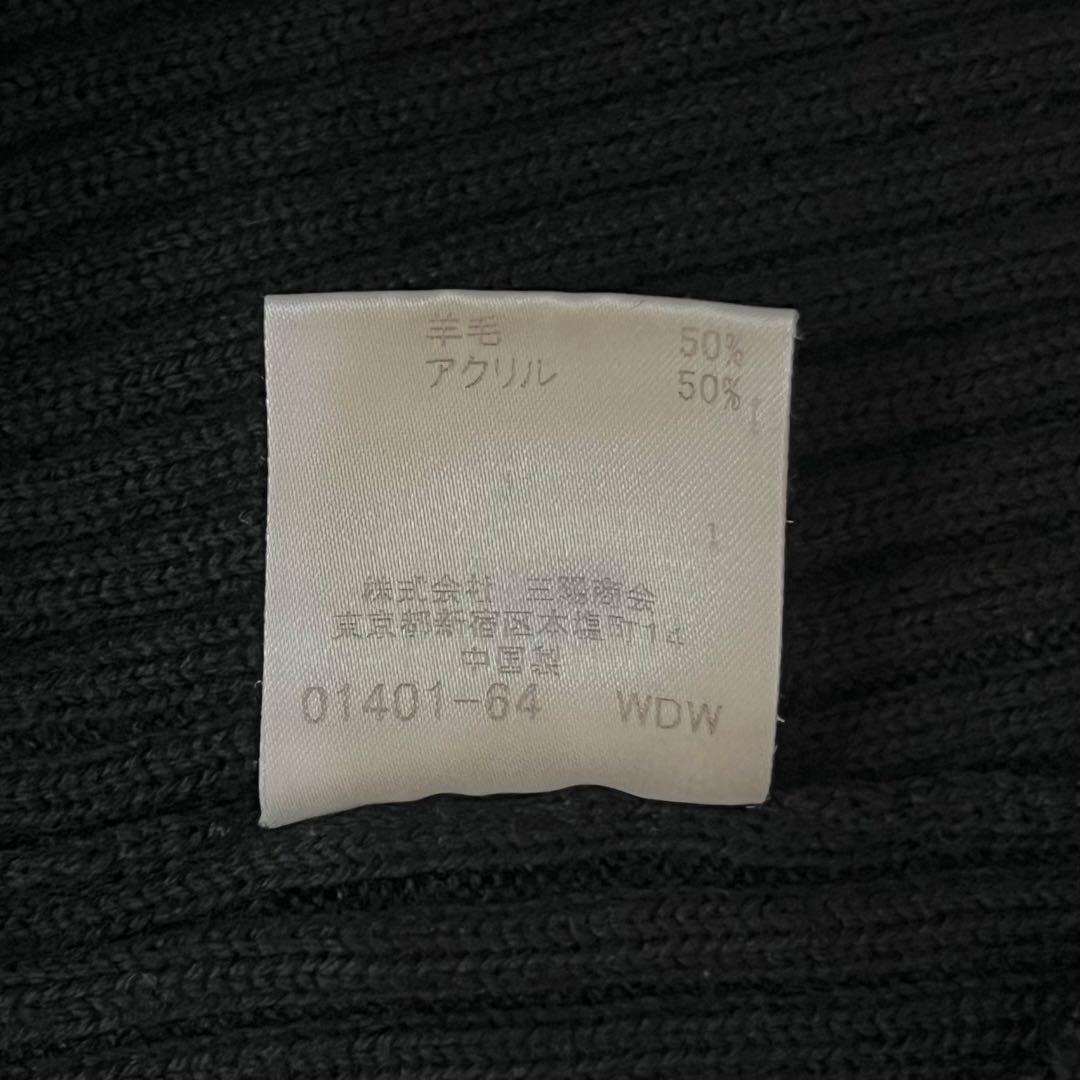 羊毛 50%
アクリル 50%
株式会社 三陽商会
東京都新宿区本塩町14
中国製
01401-64 WDW